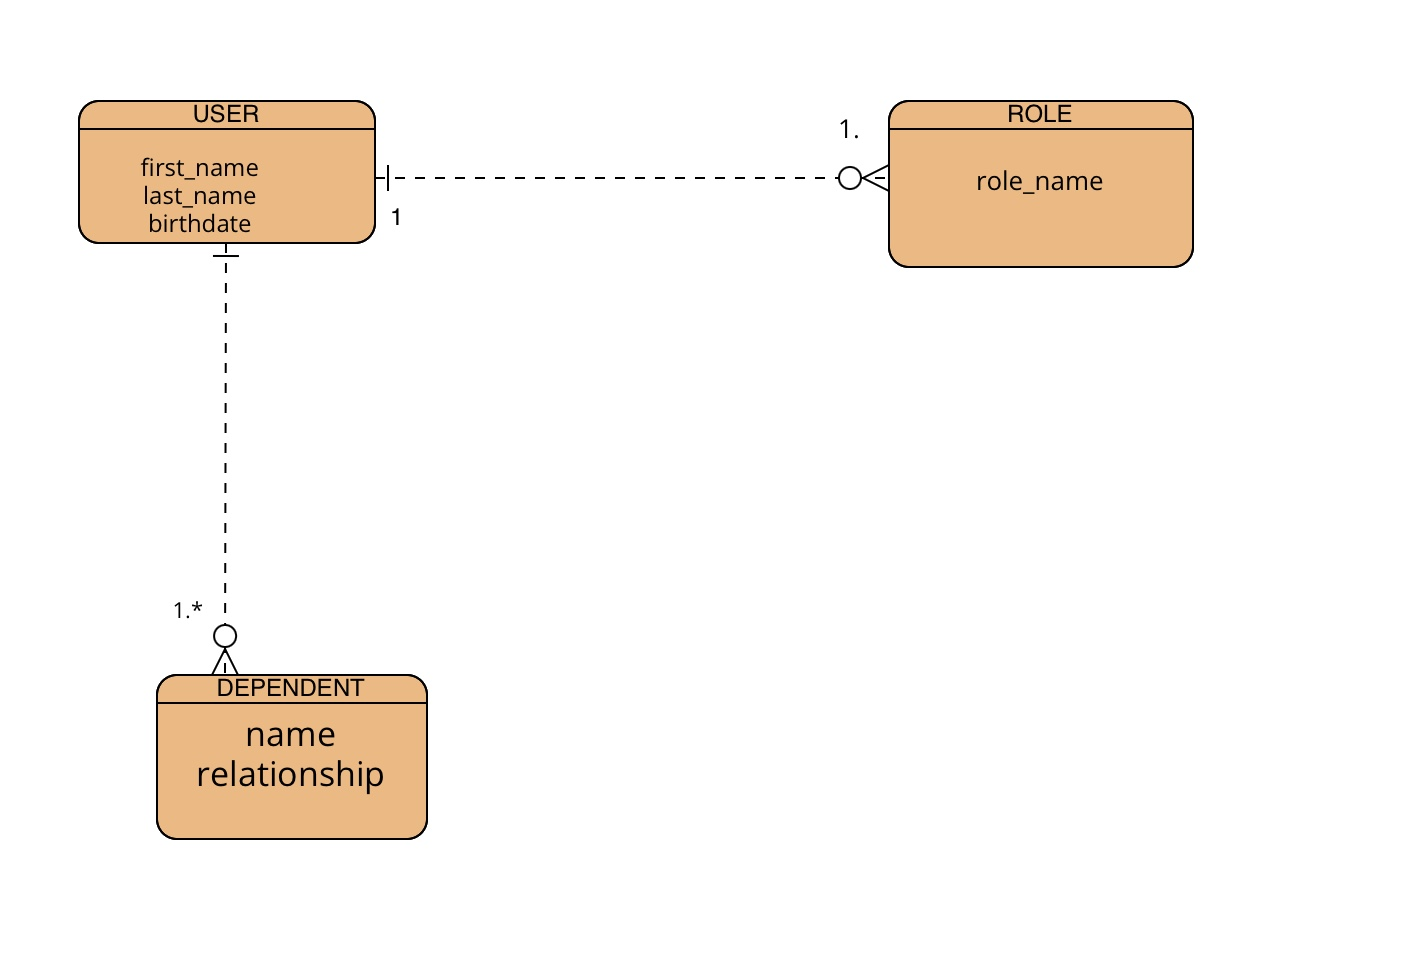 USER
first_name
last_name
birthdate
1
1.
ROLE
role_name
1.*
DEPENDENT
name
relationship